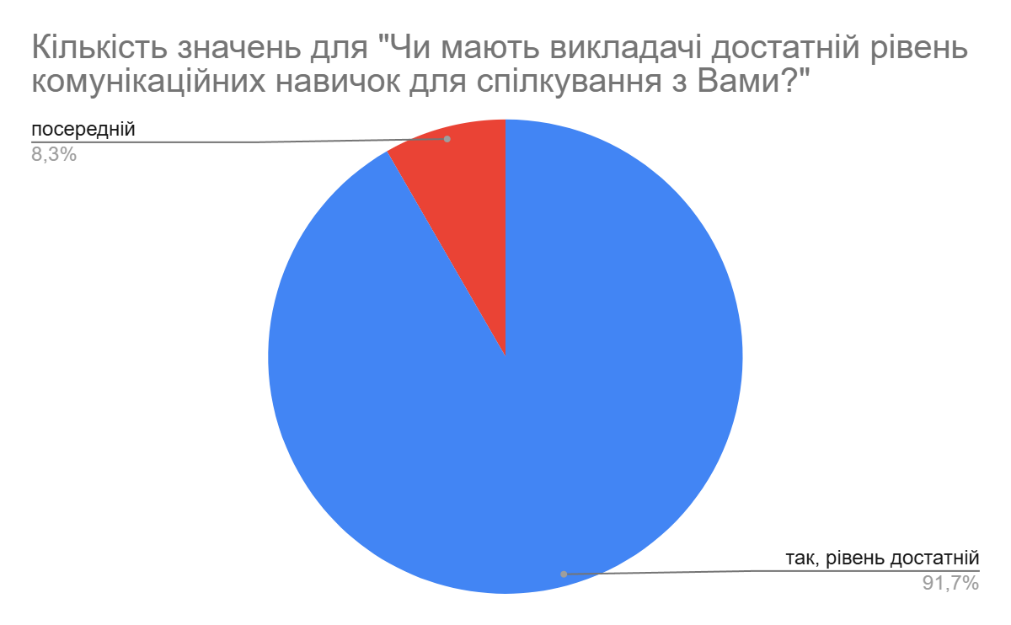 Кількість значень для "Чи мають викладачі достатній рівень
комунікаційних навичок для спілкування з Вами?"
посередній
8,3%
так, рівень достатній
91,7%